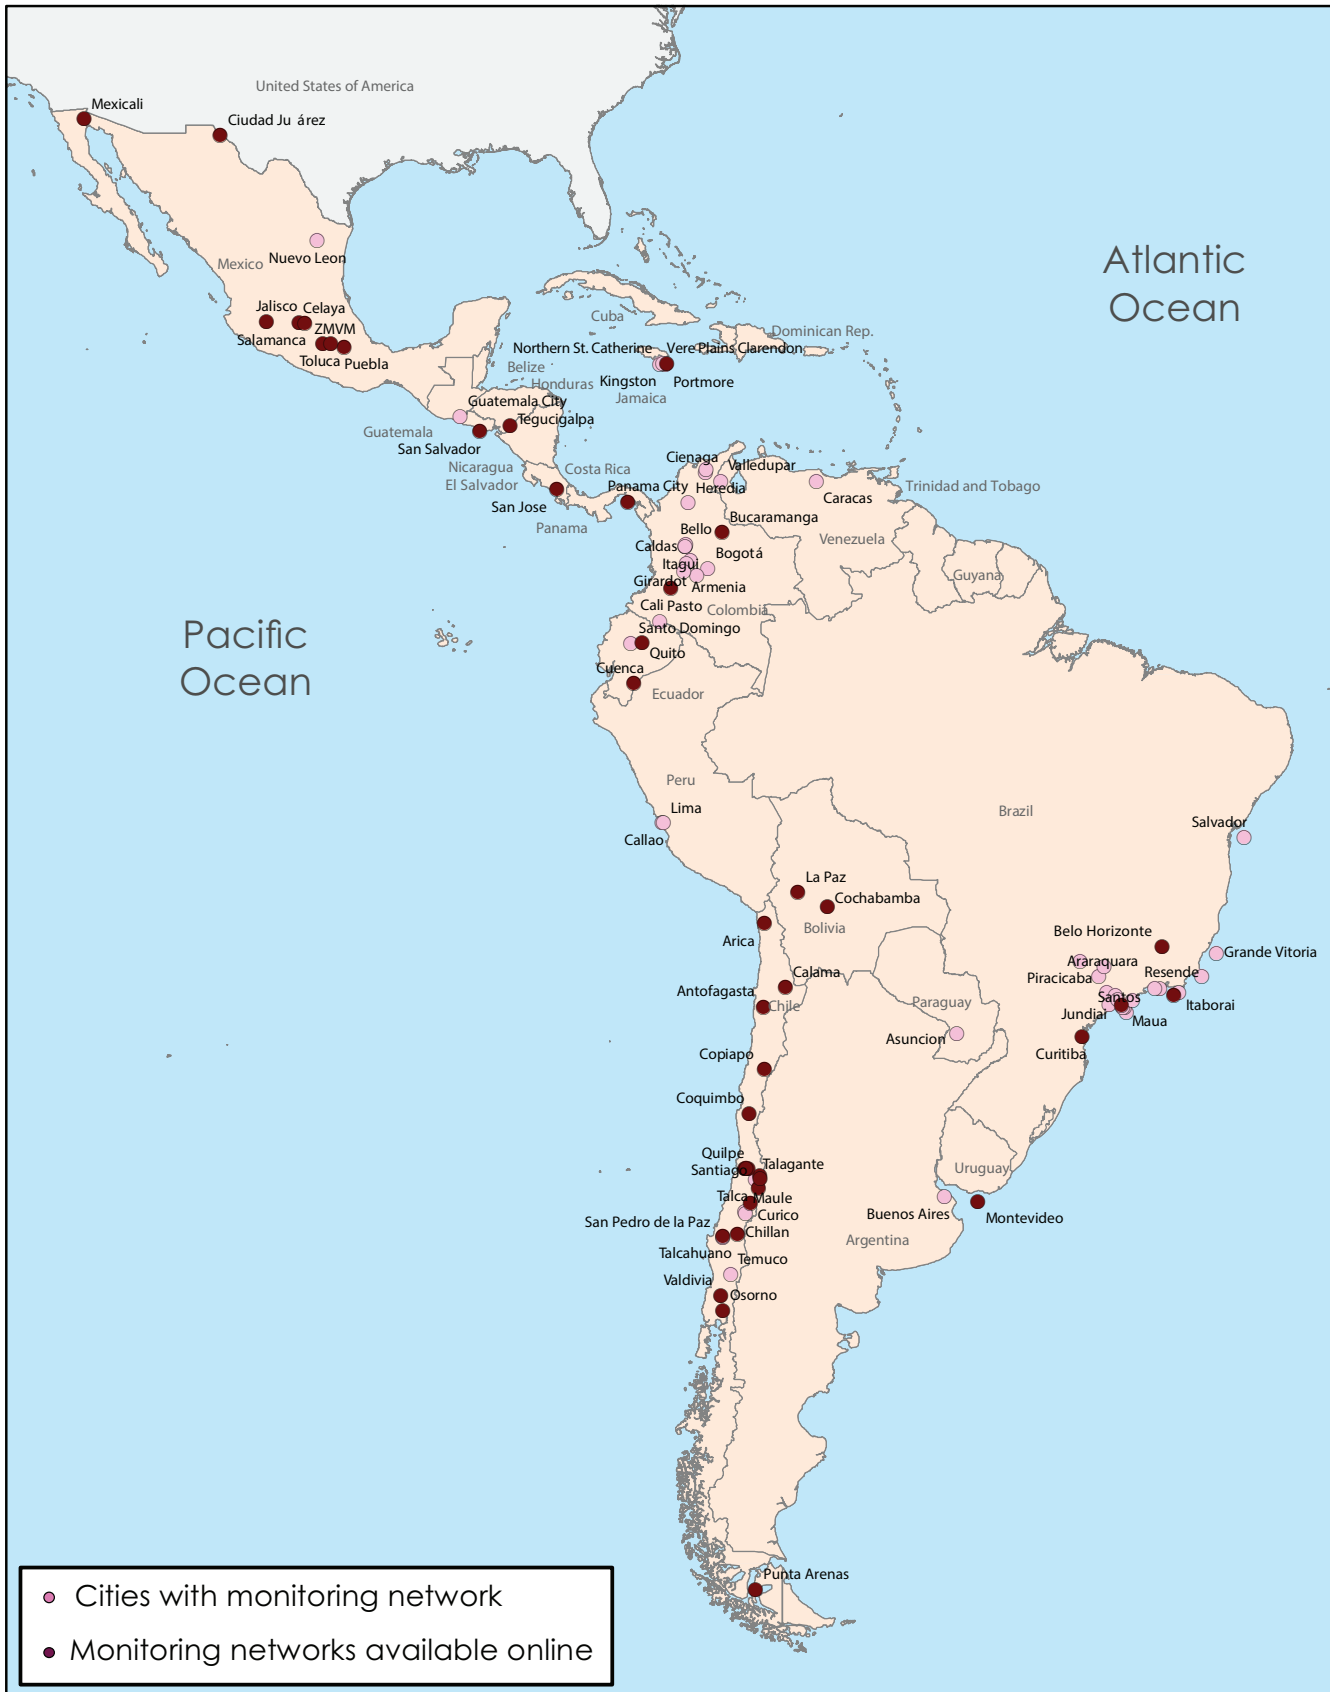 United States of America
Mexicali
Ciudad Ju árez
Nuevo Leon
Mexico
Atlantic
Ocean
Jalisco
Celaya
ZMVM
Salamanca
Toluca
Puebla
Cuba
Dominican Rep.
Northern St. Catherine
Vere Plains Clarendon
Belize
Honduras
Kingston
Portmore
Jamaica
Guatemala City
Tegucigalpa
Guatemala
San Salvador
Nicaragua
El Salvador
Costa Rica
Cienaga
Valledupar
Panama City
Heredia
Caracas
Trinidad and Tobago
San Jose
Panama
Bello
Bucaramanga
Venezuela
Caldas
Bogotá
Itagui
Guyana
Girardot
Armenia
Cali
Pasto
Colombia
Pacific
Ocean
Santo Domingo
Quito
Cuenca
Ecuador
Peru
Lima
Callao
Brazil
Salvador
La Paz
Cochabamba
Bolivia
Arica
Belo Horizonte
Grande Vitoria
Araraquara
Piracicaba
Resende
Calama
Antofagasta
Chile
Paraguay
Santos
Itaborai
Jundiai
Maua
Asuncion
Curitiba
Copiapo
Coquimbo
Quilpe
Santiago
Talagante
Uruguay
Talca
Maule
Curico
Buenos Aires
Montevideo
San Pedro de la Paz
Chillan
Argentina
Talcahuano
Temuco
Valdivia
Osorno
Punta Arenas
Cities with monitoring network
Monitoring networks available online